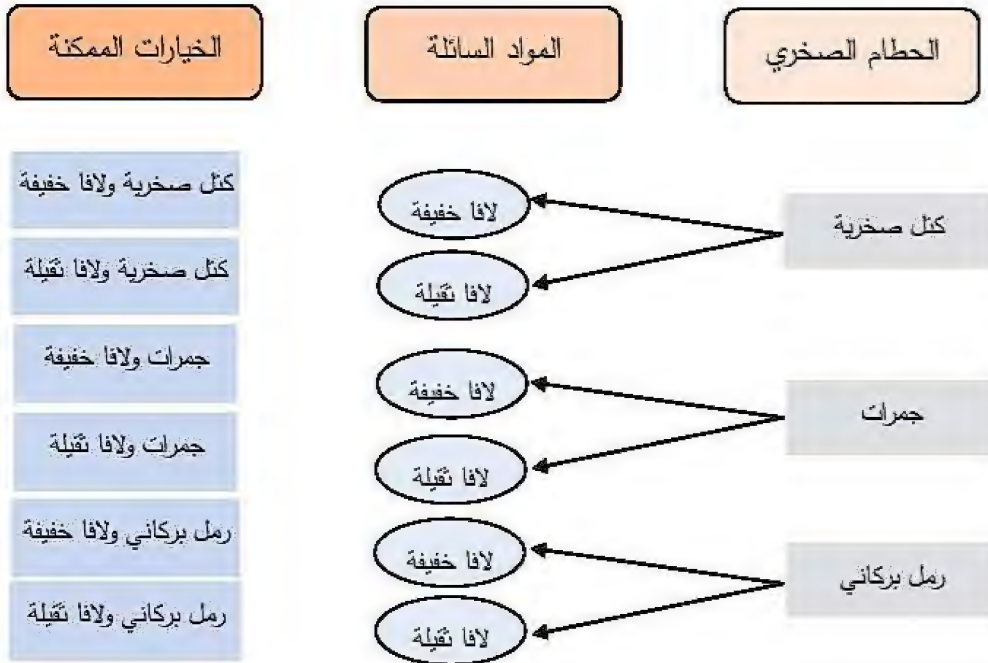 الحطام الصخري
المواد السائلة
الخيارات الممكنة
كتل صخرية
لافا خفيفة
لافا ثقيلة
كتل صخرية ولافا خفيفة
كتل صخرية ولافا ثقيلة
جمرات
لافا خفيفة
لافا ثقيلة
جمرات ولافا خفيفة
جمرات ولافا ثقيلة
رمل بركاني
لافا خفيفة
لافا ثقيلة
رمل بركاني ولافا خفيفة
رمل بركاني ولافا ثقيلة